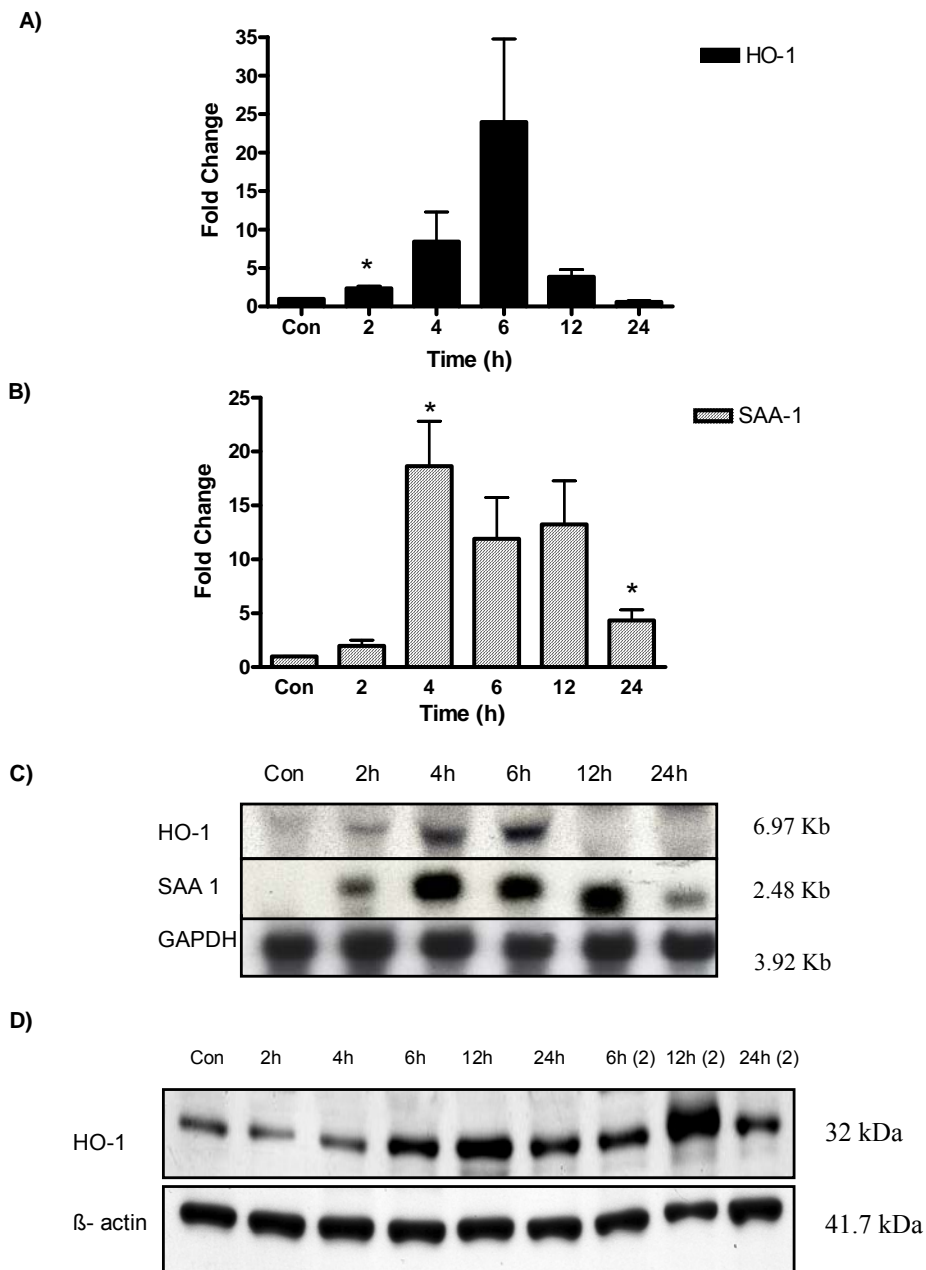 A)
35
30
25
20
15
10
5
0
Fold Change
*
HO-1
Con 2 4 6 12 24
Time (h)
B)
25
20
15
10
5
0
Fold Change
* *
SAA-1
Con 2 4 6 12 24
Time (h)
C)
Con 2h 4h 6h 12h 24h
HO-1 6.97 Kb
SAA 1 2.48 Kb
GAPDH 3.92 Kb
D)
Con 2h 4h 6h 12h 24h 6h (2) 12h (2) 24h (2)
HO-1 32 kDa
ß- actin 41.7 kDa